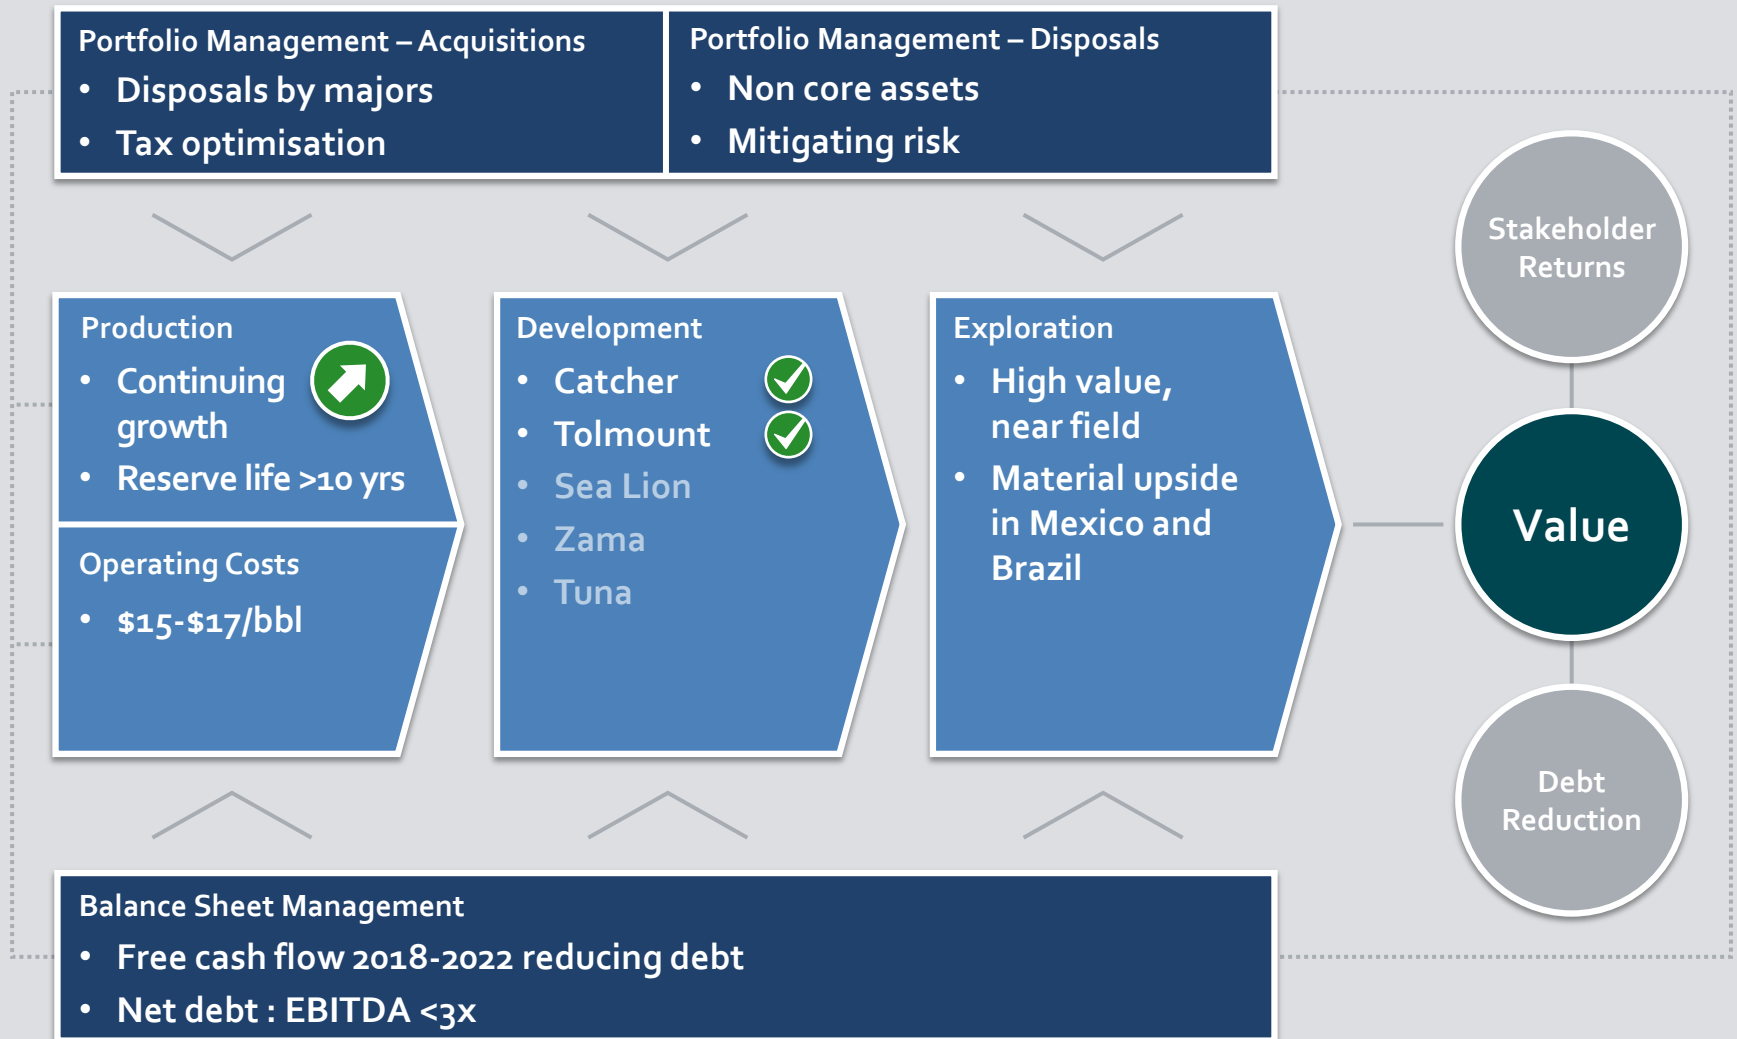 Portfolio Management – Acquisitions
• Disposals by majors
• Tax optimisation
Portfolio Management – Disposals
• Non core assets
• Mitigating risk
Production
• Continuing
growth
• Reserve life >10 yrs
Operating Costs
• $15-$17/bbl
Development
• Catcher
• Tolmount
• Sea Lion
• Zama
• Tuna
Exploration
• High value,
near field
• Material upside
in Mexico and
Brazil
Stakeholder
Returns
Value
Debt
Reduction
Balance Sheet Management
• Free cash flow 2018-2022 reducing debt
• Net debt : EBITDA <3x